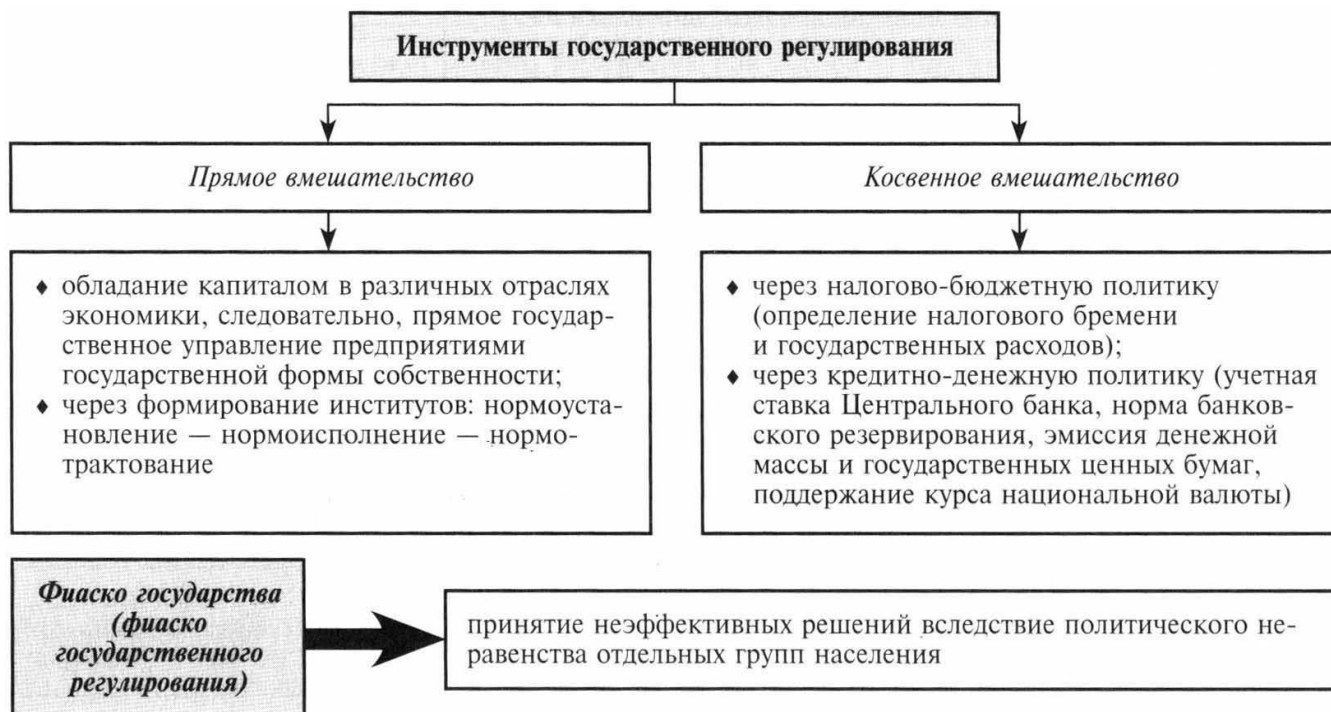 Инструменты государственного регулирования
Прямое вмешательство
♦ обладание капиталом в различных отраслях
экономики, следовательно, прямое государ-
ственное управление предприятиями
государственной формы собственности;
♦ через формирование институтов: нормоуста-
новление — нормоисполнение — нормо-
трактование
Косвенное вмешательство
♦ через налогово-бюджетную политику
(определение налогового бремени
и государственных расходов);
♦ через кредитно-денежную политику (учетная
ставка Центрального банка, норма банков-
ского резервирования, эмиссия денежной
массы и государственных ценных бумаг,
поддержание курса национальной валюты)
Фиаско государства
(фиаско
государственного
регулирования)
принятие неэффективных решений вследствие политического не-
равенства отдельных групп населения